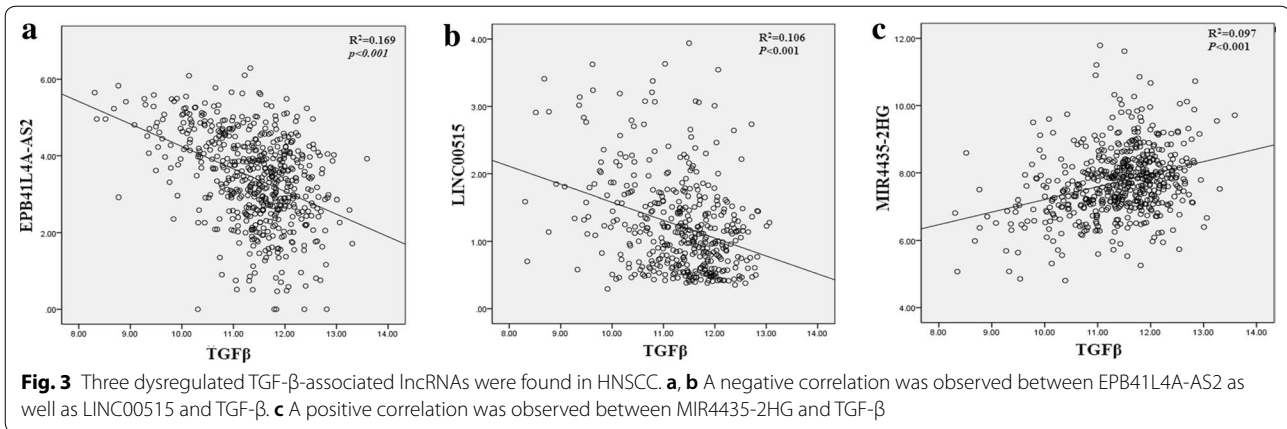 a
R²=0.169
p<0.001
EPB41L4A-AS2
6.00
4.00
2.00
.00
8.00 9.00 10.00 11.00 12.00 13.00 14.00
TGFβ
b
R²=0.106
P<0.001
LINC00515
4.00
3.00
2.00
1.00
.00
8.00 9.00 10.00 11.00 12.00 13.00 14.00
TGFβ
c
R²=0.097
P<0.001
MIR4435-2HG
12.00
10.00
8.00
6.00
4.00
8.00 9.00 10.00 11.00 12.00 13.00 14.00
TGFβ
Fig. 3 Three dysregulated TGF-β-associated lncRNAs were found in HNSCC. a, b A negative correlation was observed between EPB41L4A-AS2 as
well as LINC00515 and TGF-β. c A positive correlation was observed between MIR4435-2HG and TGF-β